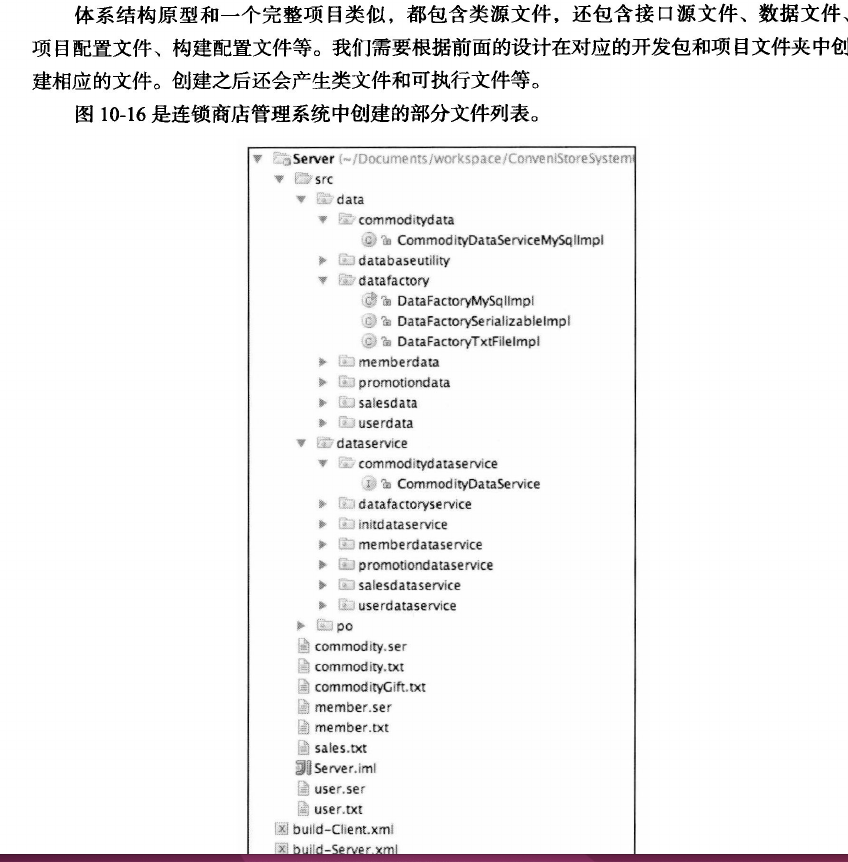 体系结构原型和一个完整项目类似，都包含类源文件，还包含接口源文件、数据文件、
项目配置文件、构建配置文件等。我们需要根据前面的设计在对应的开发包和项目文件夹中创
建相应的文件。创建之后还会产生类文件和可执行文件等。
图 10-16 是连锁商店管理系统中创建的部分文件列表。
Server (~/Documents/workspace/ConveniStoreSystem
src
data
commoditydata
CommodityDataServiceMySqlImpl
databaseutility
datafactory
DataFactoryMySqlImpl
DataFactorySerializableImpl
DataFactoryTxtFileImpl
memberdata
promotiondata
salesdata
userdata
dataservice
commoditydataservice
CommodityDataService
datafactoryservice
initdataservice
memberdataservice
promotiondataservice
salesdataservice
userdataservice
po
commodity.ser
commodity.txt
commodityGift.txt
member.ser
member.txt
sales.txt
Server.iml
user.ser
user.txt
build-Client.xml
build-Server.xml